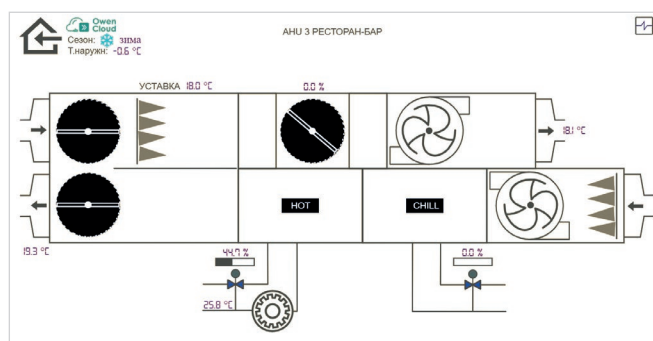 Owen
Cloud
Сезон: зима
Т.наружн: -0.6 °C
AHU 3 РЕСТОРАН-БАР
УСТАВКА 18.0 °C
0.0 %
18.1 °C
HOT
CHILL
19.3 °C
44.7 %
0.0 %
25.8 °C